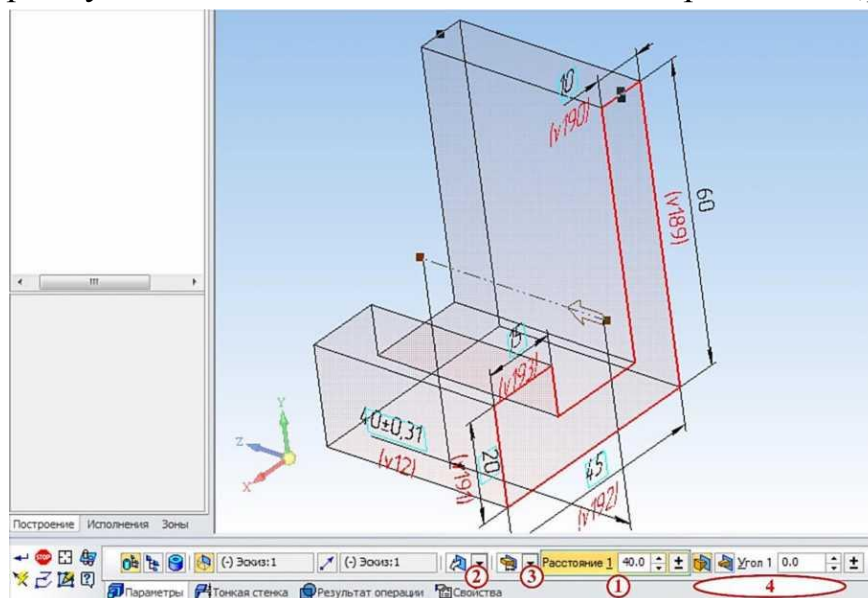 10
(v190)
60
(v189)
15
(v193)
40±0,31
(v12)
20
(v191)
45
(v192)
Y
Z
X
Построение Исполнения Зоны
STOP
(-) Эскиз:1 (-) Эскиз:1 2 3 Расстояние 1 40.0 1 Угол 1 0.0 4
Параметры Тонкая стенка Результат операции Свойства